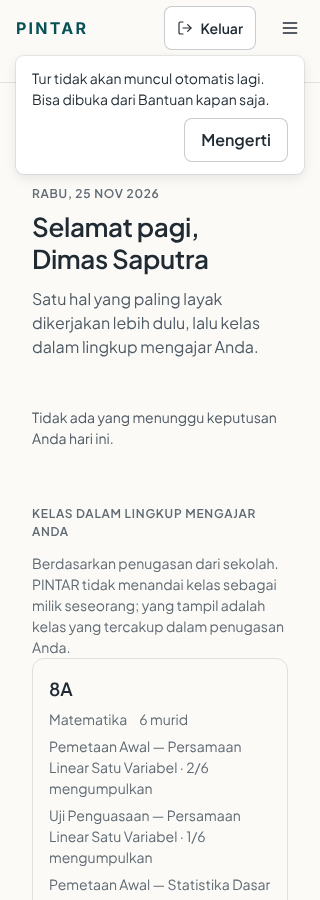 PINTAR
Keluar
Tur tidak akan muncul otomatis lagi.
Bisa dibuka dari Bantuan kapan saja.
Mengerti
RABU, 25 NOV 2026
Selamat pagi,
Dimas Saputra
Satu hal yang paling layak
dikerjakan lebih dulu, lalu kelas
dalam lingkup mengajar Anda.
Tidak ada yang menunggu keputusan
Anda hari ini.
KELAS DALAM LINGKUP MENGAJAR
ANDA
Berdasarkan penugasan dari sekolah.
PINTAR tidak menandai kelas sebagai
milik seseorang; yang tampil adalah
kelas yang tercakup dalam penugasan
Anda.
8A
Matematika 6 murid
Pemetaan Awal — Persamaan
Linear Satu Variabel · 2/6
mengumpulkan
Uji Penguasaan — Persamaan
Linear Satu Variabel · 1/6
mengumpulkan
Pemetaan Awal — Statistika Dasar